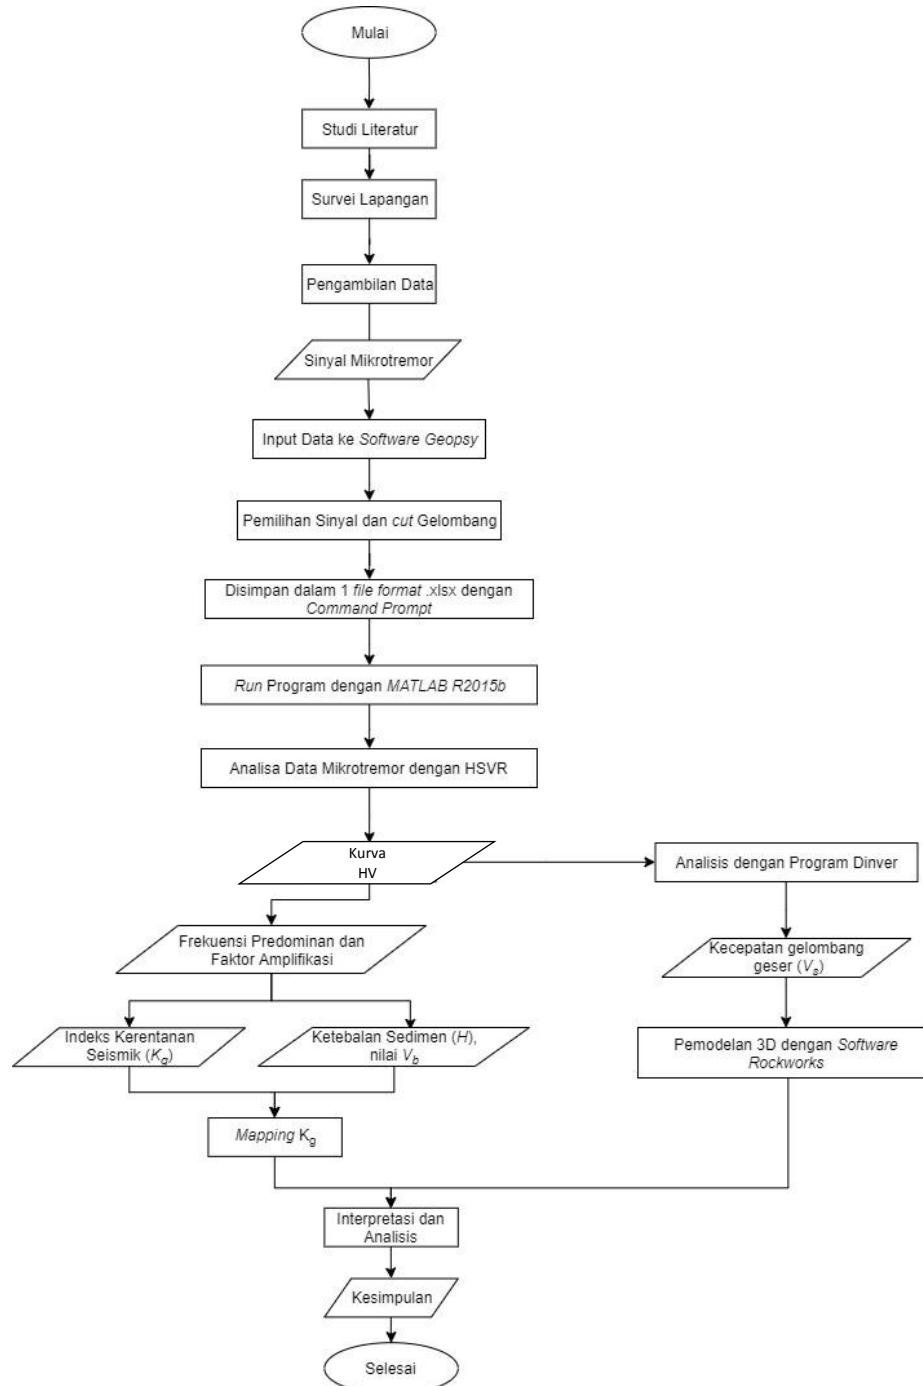 Mulai
Studi Literatur
Survei Lapangan
Pengambilan Data
Sinyal Mikrotremor
Input Data ke Software Geopsy
Pemilihan Sinyal dan cut Gelombang
Disimpan dalam 1 file format .xlsx dengan
Command Prompt
Run Program dengan MATLAB R2015b
Analisa Data Mikrotremor dengan HSVR
Kurva
HV
Analisis dengan Program Dinver
Frekuensi Predominan dan
Faktor Amplifikasi
Kecepatan gelombang
geser (Vs)
Indeks Kerentanan
Seismik (Kg)
Ketebalan Sedimen (H),
nilai Vb
Pemodelan 3D dengan Software
Rockworks
Mapping Kg
Interpretasi dan
Analisis
Kesimpulan
Selesai